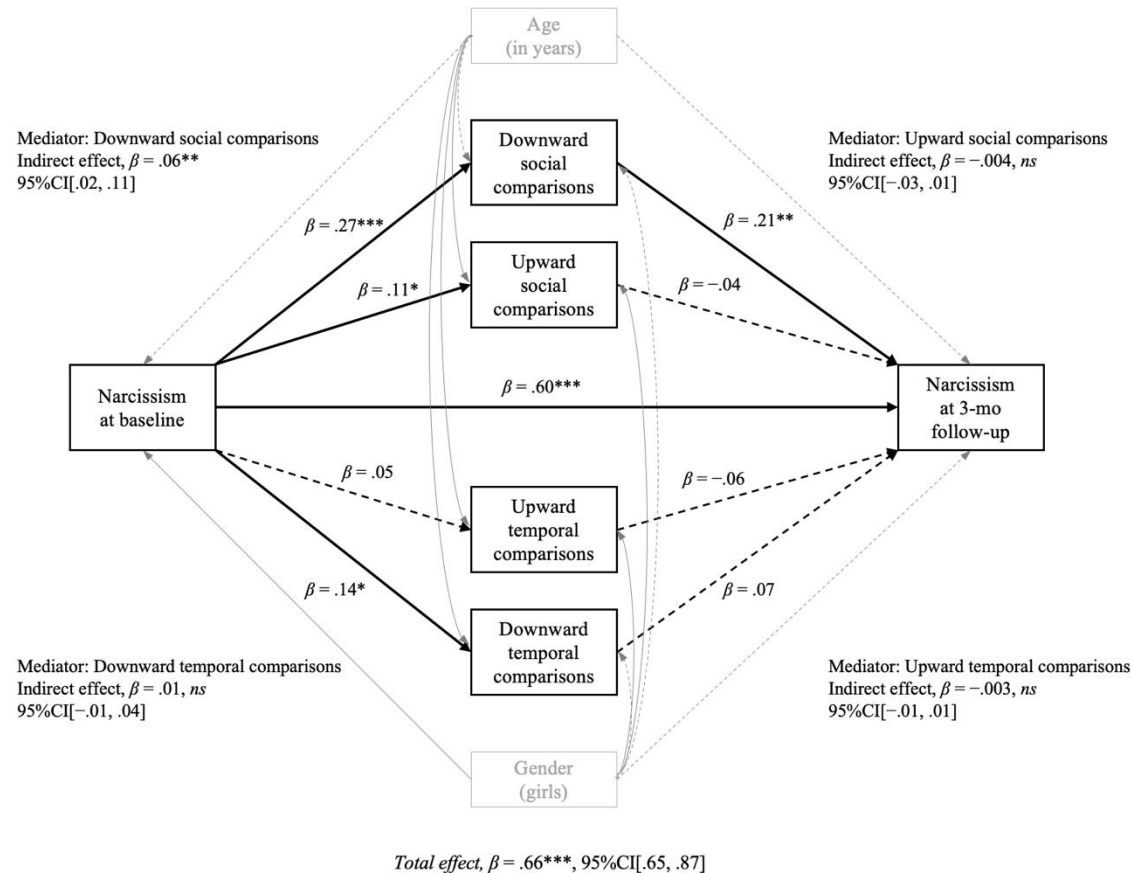 Age
(in years)
Mediator: Downward social comparisons
Indirect effect, β = .06**
95%CI[.02, .11]
Mediator: Upward social comparisons
Indirect effect, β = −.004, ns
95%CI[−.03, .01]
Downward
social
comparisons
β = .27***
β = .21**
Upward
social
comparisons
β = .11*
β = −.04
Narcissism
at baseline
β = .60***
Narcissism
at 3-mo
follow-up
β = .05
β = −.06
Upward
temporal
comparisons
β = .14*
β = .07
Downward
temporal
comparisons
Mediator: Downward temporal comparisons
Indirect effect, β = .01, ns
95%CI[−.01, .04]
Mediator: Upward temporal comparisons
Indirect effect, β = −.003, ns
95%CI[−.01, .01]
Gender
(girls)
Total effect, β = .66***, 95%CI[.65, .87]